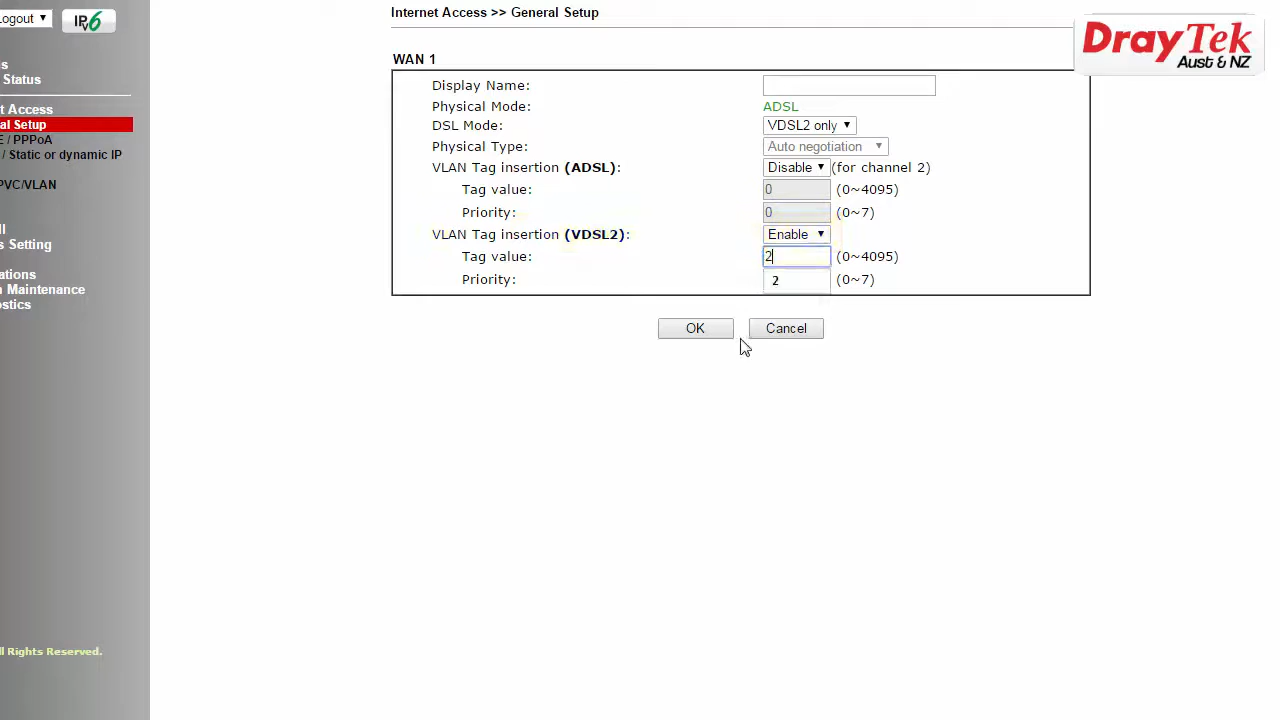 ogout
IPv6
s
Status
t Access
al Setup
E / PPPoA
/ Static or dynamic IP
PVC/VLAN
ll
s Setting
ations
n Maintenance
ostics
ll Rights Reserved.
Internet Access >> General Setup
DrayTek
Aust & NZ
WAN 1
Display Name:
Physical Mode: ADSL
DSL Mode: VDSL2 only
Physical Type: Auto negotiation
VLAN Tag insertion (ADSL): Disable (for channel 2)
Tag value: 0 (0~4095)
Priority: 0 (0~7)
VLAN Tag insertion (VDSL2): Enable
Tag value: 2 (0~4095)
Priority: 2 (0~7)
OK Cancel